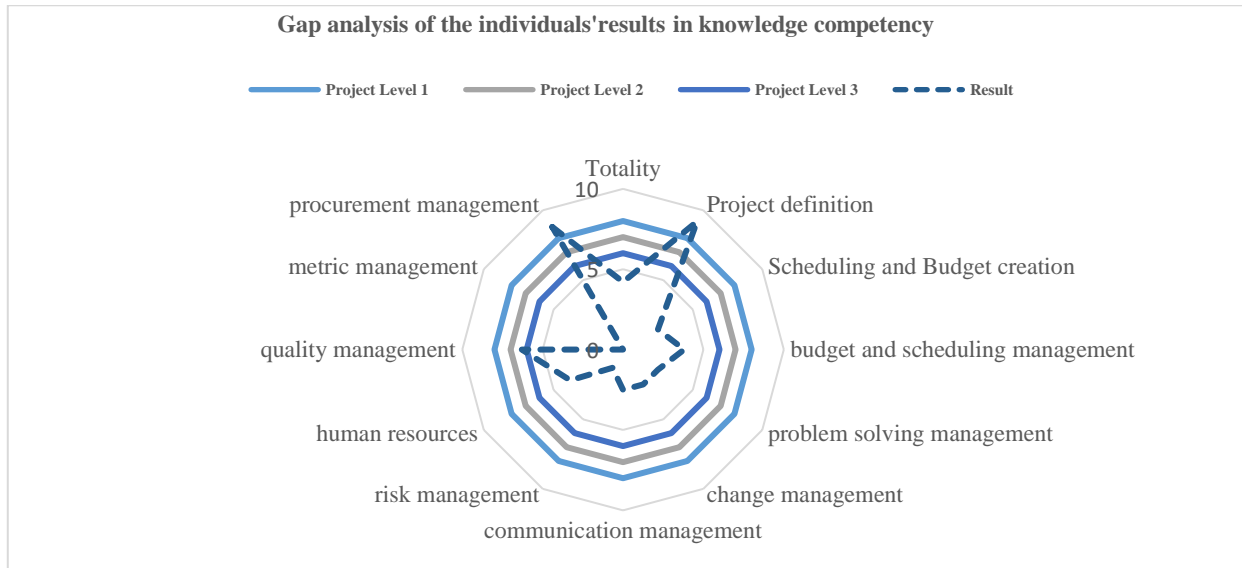 Gap analysis of the individuals'results in knowledge competency
Project Level 1 Project Level 2 Project Level 3 Result
Totality
10
procurement management
Project definition
metric management
Scheduling and Budget creation
5
quality management
0
budget and scheduling management
human resources
problem solving management
risk management
change management
communication management